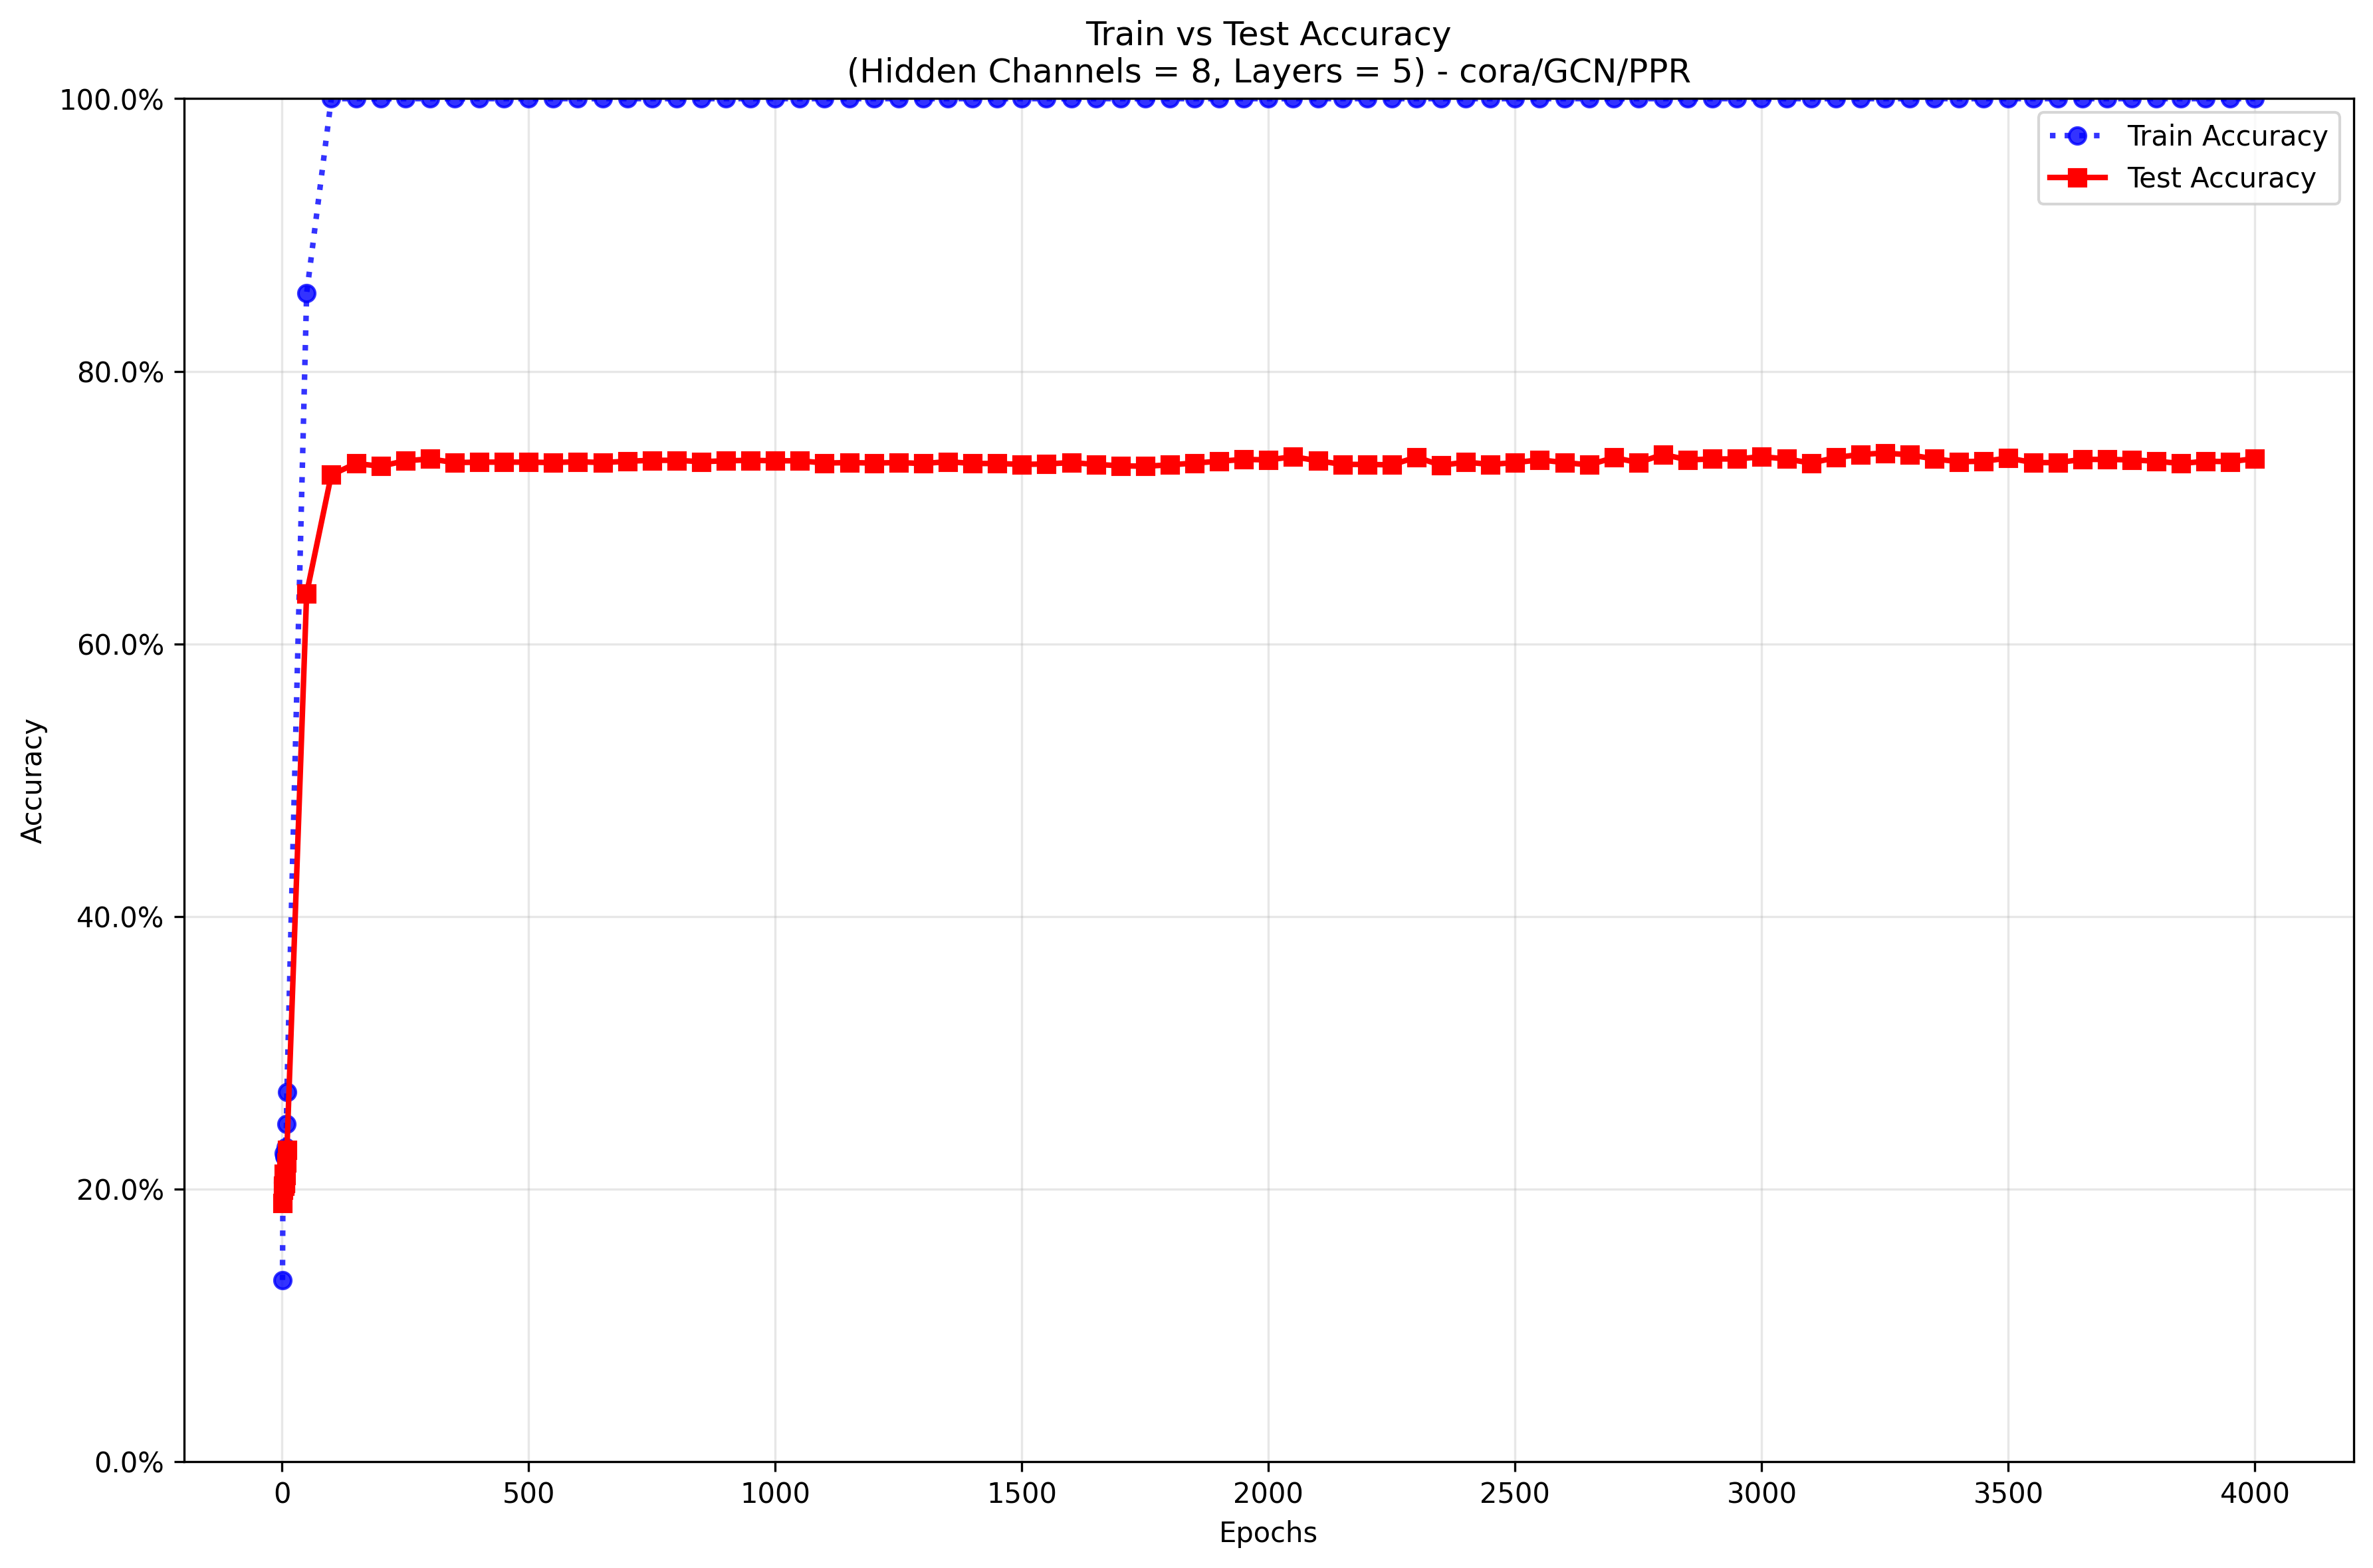 Train vs Test Accuracy
(Hidden Channels = 8, Layers = 5) - cora/GCN/PPR
100.0%
80.0%
60.0%
40.0%
20.0%
0.0%
Accuracy
Train Accuracy
Test Accuracy
0 500 1000 1500 2000 2500 3000 3500 4000
Epochs